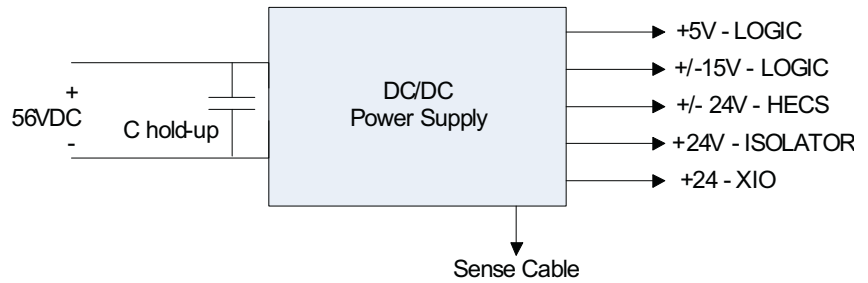 +
56VDC
-
C hold-up
DC/DC
Power Supply
+5V - LOGIC
+/-15V - LOGIC
+/- 24V - HECS
+24V - ISOLATOR
+24 - XIO
Sense Cable